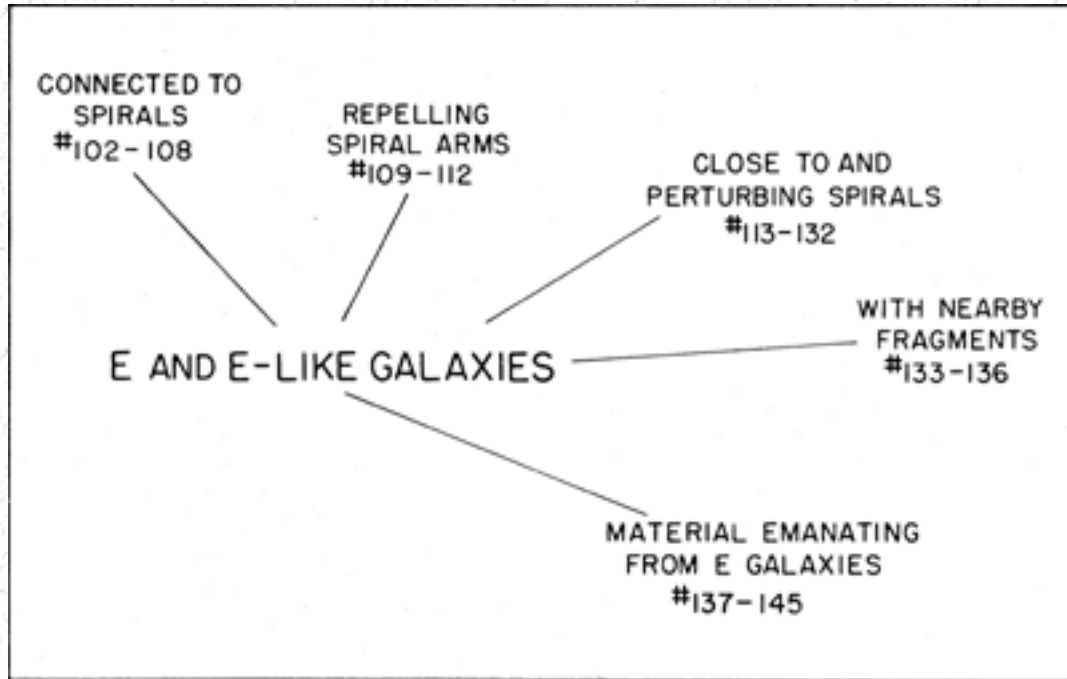 CONNECTED TO
SPIRALS
#102-108
REPELLING
SPIRAL ARMS
#109-112
CLOSE TO AND
PERTURBING SPIRALS
#113-132
WITH NEARBY
FRAGMENTS
#133-136
E AND E-LIKE GALAXIES
MATERIAL EMANATING
FROM E GALAXIES
#137-145